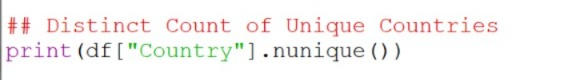 ## Distinct Count of Unique Countries
print(df["Country"].nunique())